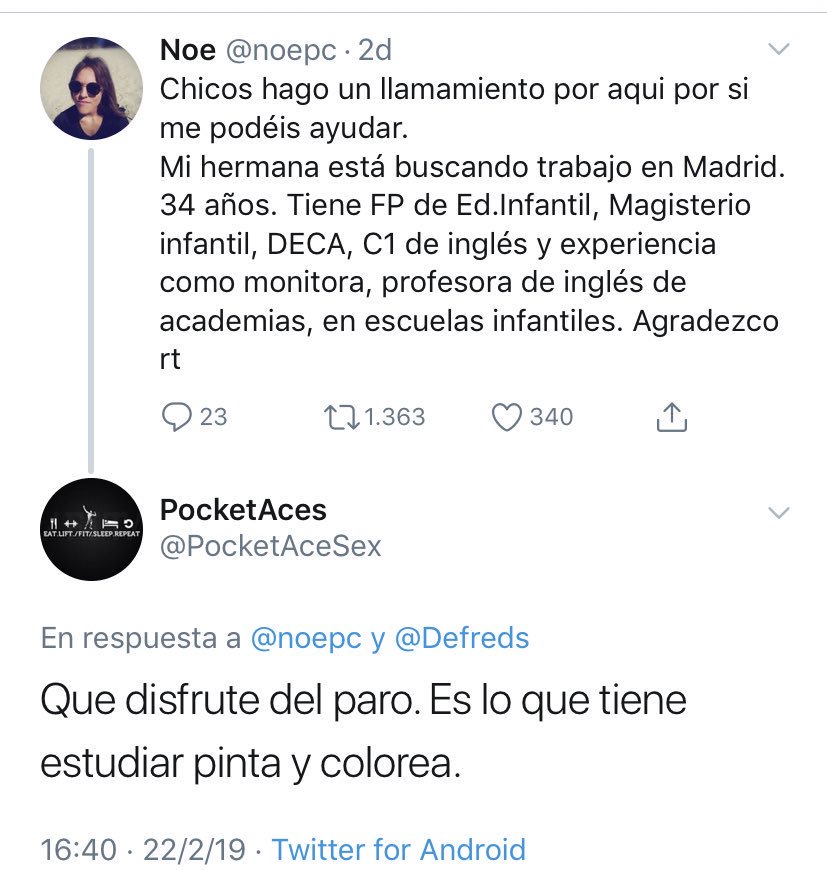 Noe @noepc · 2d
Chicos hago un llamamiento por aqui por si
me podéis ayudar.
Mi hermana está buscando trabajo en Madrid.
34 años. Tiene FP de Ed.Infantil, Magisterio
infantil, DECA, C1 de inglés y experiencia
como monitora, profesora de inglés de
academias, en escuelas infantiles. Agradezco
rt
23 1.363 340
EAT.LIFT./FIT/.SLEEP.REPEAT
PocketAces
@PocketAceSex
En respuesta a @noepc y @Defreds
Que disfrute del paro. Es lo que tiene
estudiar pinta y colorea.
16:40 · 22/2/19 · Twitter for Android